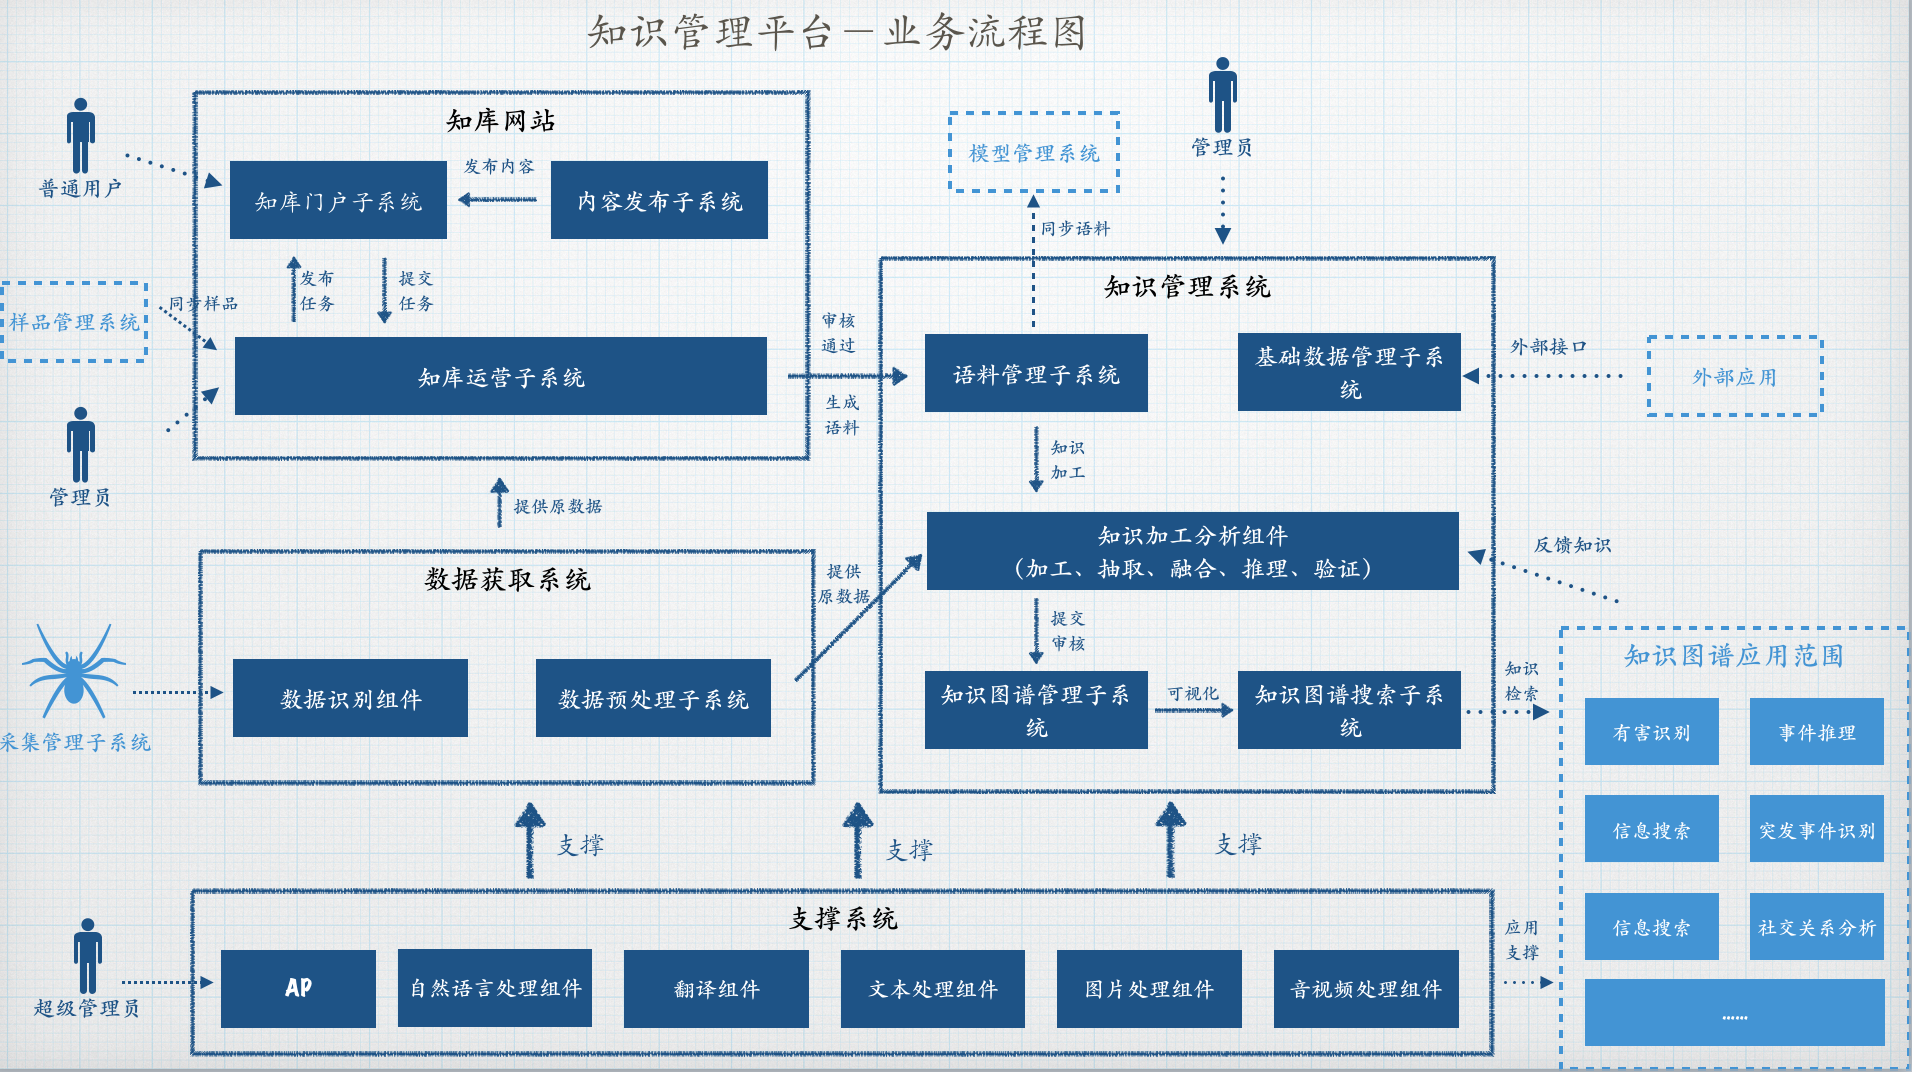 知识管理平台－业务流程图
普通用户
知库网站
知库门户子系统
发布内容
内容发布子系统
发布
任务
提交
任务
样品管理系统
同步样品
知库运营子系统
管理员
审核
通过
生成
语料
模型管理系统
同步语料
管理员
知识管理系统
语料管理子系统
基础数据管理子系
统
外部接口
外部应用
知识
加工
知识加工分析组件
（加工、抽取、融合、推理、验证）
反馈知识
提交
审核
知识图谱管理子系
统
可视化
知识图谱搜索子系
统
知识
检索
提供原数据
数据获取系统
提供
原数据
数据识别组件
数据预处理子系统
采集管理子系统
知识图谱应用范围
有害识别
事件推理
信息搜索
突发事件识别
信息搜索
社交关系分析
……
支撑
支撑
支撑
支撑系统
超级管理员
AP
自然语言处理组件
翻译组件
文本处理组件
图片处理组件
音视频处理组件
应用
支撑